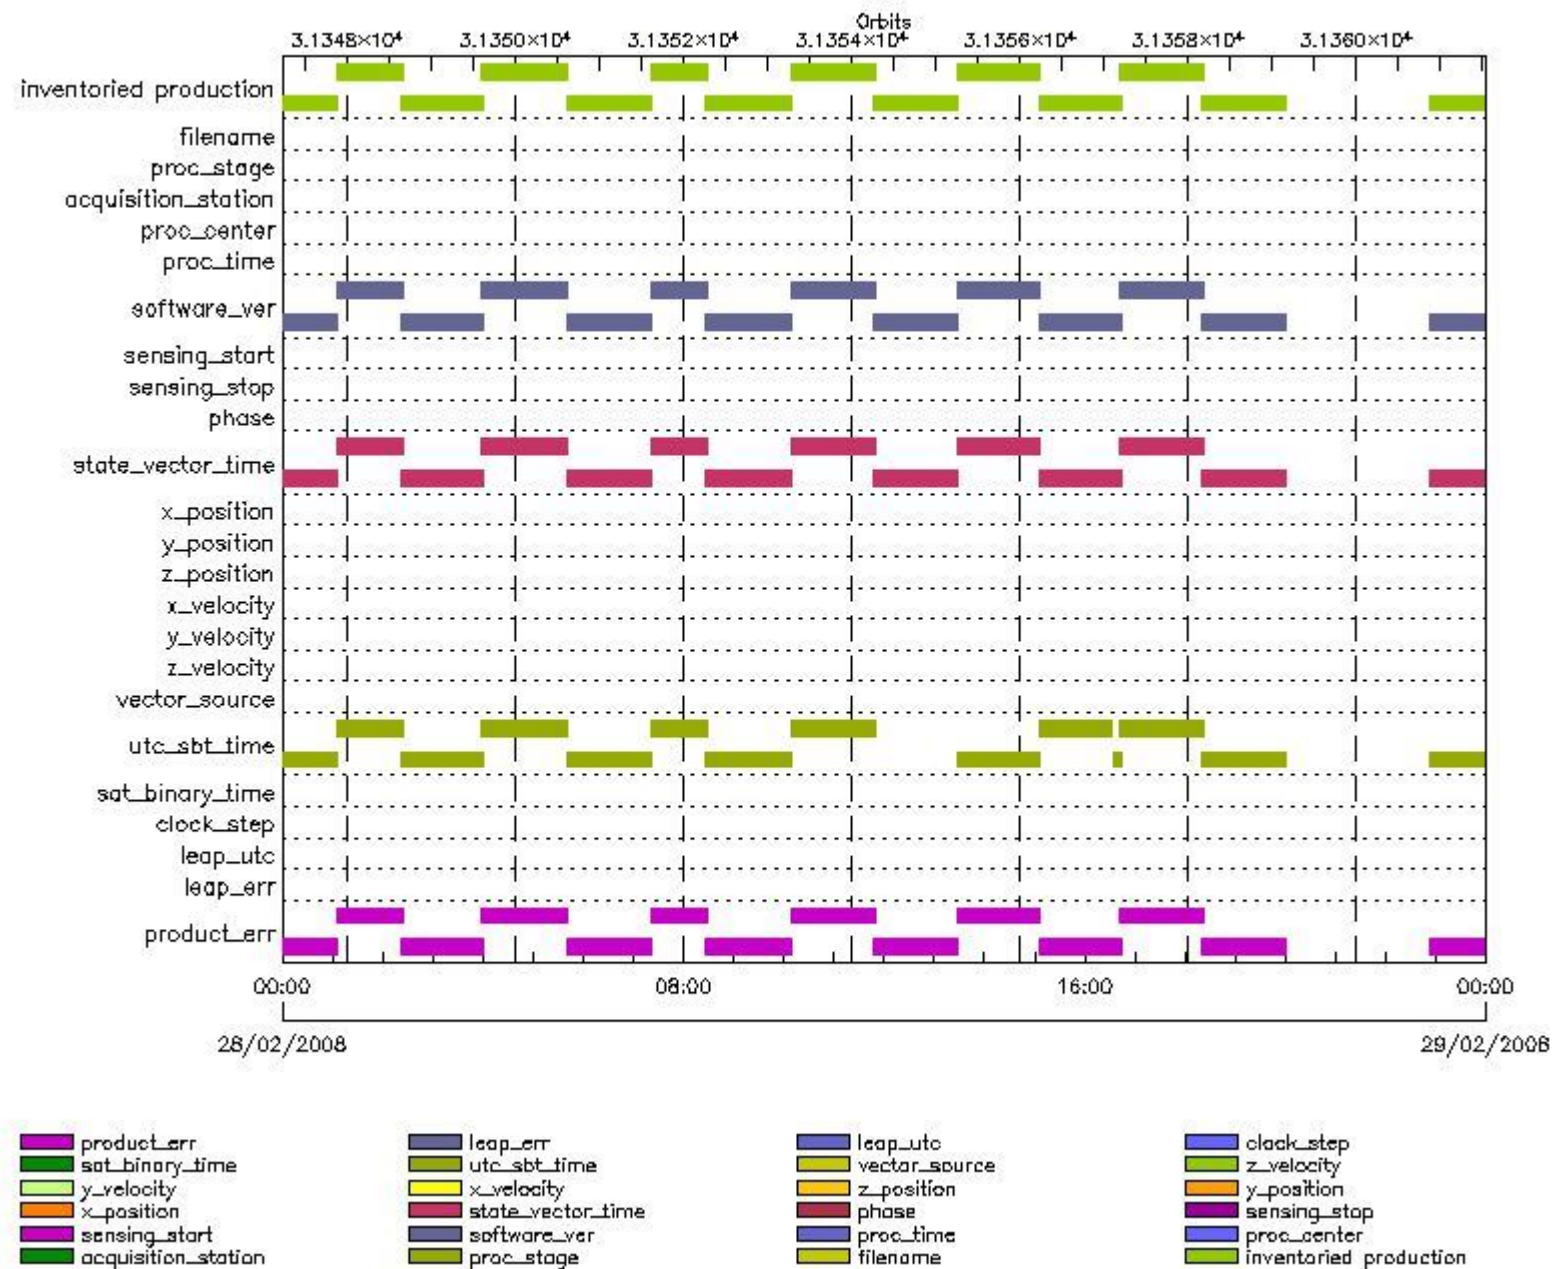 Orbits
3.1348×10⁴ 3.1350×10⁴ 3.1352×10⁴ 3.1354×10⁴ 3.1356×10⁴ 3.1358×10⁴ 3.1360×10⁴
inventoried production
filename
proc_stage
acquisition_station
proc_center
proc_time
software_ver
sensing_start
sensing_stop
phase
state_vector_time
x_position
y_position
z_position
x_velocity
y_velocity
z_velocity
vector_source
utc_sbt_time
sat_binary_time
clock_step
leap_utc
leap_err
product_err
00:00 08:00 16:00 00:00
28/02/2008 29/02/2008
product_err leap_err leap_utc clock_step
sat_binary_time utc_sbt_time vector_source z_velocity
y_velocity x_velocity z_position y_position
x_position state_vector_time phase sensing_stop
sensing_start software_ver proc_time proc_center
acquisition_station proc_stage filename inventoried production